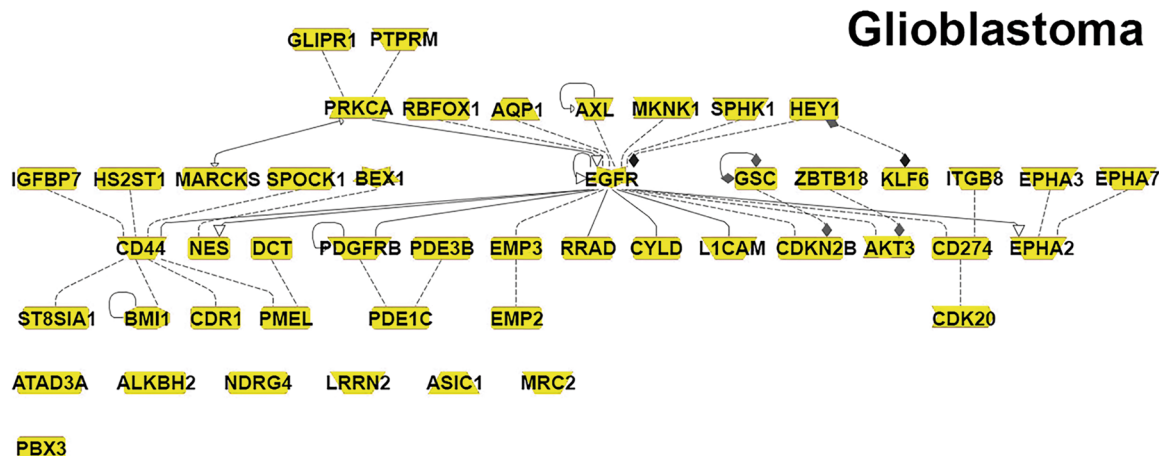 Glioblastoma
GLIPR1 PTPRM
PRKCA RBFOX1 AQP1 AXL MKNK1 SPHK1 HEY1
IGFBP7 HS2ST1 MARCKS SPOCK1 BEX1 EGFR GSC ZBTB18 KLF6 ITGB8 EPHA3 EPHA7
CD44 NES DCT PDGFRB PDE3B EMP3 RRAD CYLD L1CAM CDKN2B AKT3 CD274 EPHA2
ST8SIA1 BMI1 CDR1 PMEL PDE1C EMP2 CDK20
ATAD3A ALKBH2 NDRG4 LRRN2 ASIC1 MRC2
PBX3